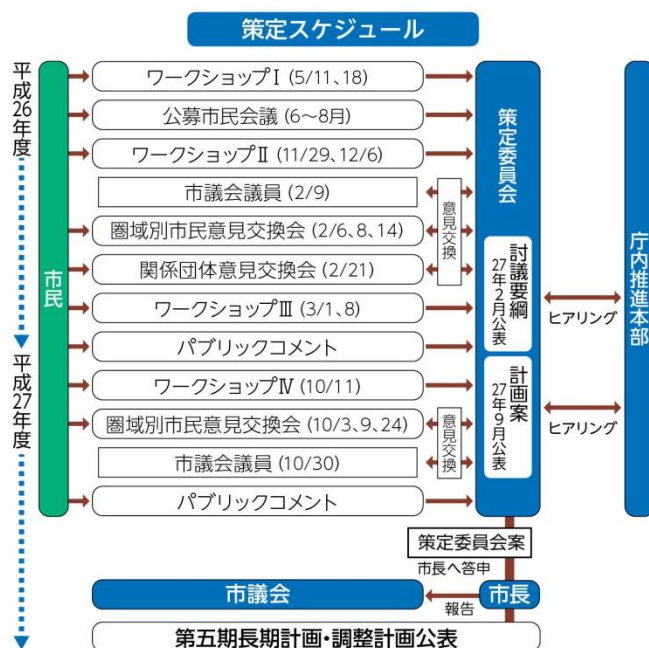 策定スケジュール
平成26年度
平成27年度
市民
ワークショップⅠ (5/11、18)
公募市民会議 (6～8月)
ワークショップⅡ (11/29、12/6)
市議会議員 (2/9)
圏域別市民意見交換会 (2/6、8、14)
関係団体意見交換会 (2/21)
ワークショップⅢ (3/1、8)
パブリックコメント
ワークショップⅣ (10/11)
圏域別市民意見交換会 (10/3、9、24)
市議会議員 (10/30)
パブリックコメント
意見交換
意見交換
策定委員会
討議要綱
27年2月公表
計画案
27年9月公表
ヒアリング
ヒアリング
庁内推進本部
策定委員会案
市長へ答申
市議会
報告
市長
第五期長期計画・調整計画公表